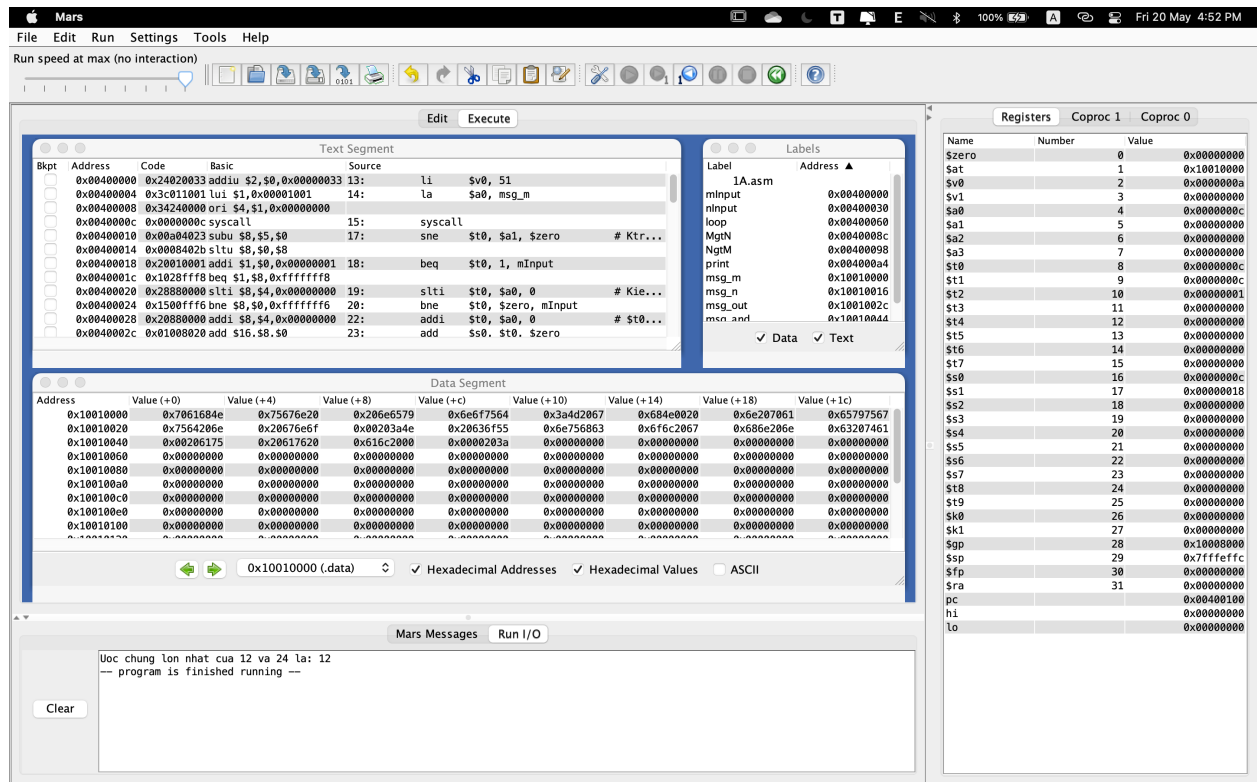 Mars
T
E
100%
A
Fri 20 May 4:52 PM
File Edit Run Settings Tools Help
Run speed at max (no interaction)
Edit Execute
Text Segment
Bkpt Address Code Basic Source
0x00400000 0x24020033 addiu $2,$0,0x00000033 13: li $v0, 51
0x00400004 0x3c011001 lui $1,0x00001001 14: la $a0, msg_m
0x00400008 0x34240000 ori $4,$1,0x00000000
0x0040000c 0x0000000c syscall 15: syscall
0x00400010 0x00a04023 subu $8,$5,$0 17: sne $t0, $a1, $zero # Ktr...
0x00400014 0x0008402b sltu $8,$0,$8
0x00400018 0x20010001 addi $1,$0,0x00000001 18: beq $t0, 1, mInput
0x0040001c 0x1028fff8 beq $1,$8,0xfffffff8
0x00400020 0x28880000 slti $8,$4,0x00000000 19: slti $t0, $a0, 0 # Kie...
0x00400024 0x1500fff6 bne $8,$0,0xfffffff6 20: bne $t0, $zero, mInput
0x00400028 0x20880000 addi $8,$4,0x00000000 22: addi $t0, $a0, 0 # $t0...
0x0040002c 0x01008020 add $16,$8,$0 23: add $s0, $t0, $zero
Labels
Label Address ▲
1A.asm
mInput 0x00400000
nInput 0x00400030
loop 0x00400060
MgtN 0x0040008c
NgtM 0x00400098
print 0x004000a4
msg_m 0x10010000
msg_n 0x10010016
msg_out 0x1001002c
msg_and 0x10010044
Data Text
Data Segment
Address Value (+0) Value (+4) Value (+8) Value (+c) Value (+10) Value (+14) Value (+18) Value (+1c)
0x10010000 0x7061684e 0x75676e20 0x206e6579 0x6e6f7564 0x3a4d2067 0x684e0020 0x6e207061 0x65797567
0x10010020 0x7564206e 0x20676e6f 0x00203a4e 0x20636f55 0x6e756863 0x6f6c2067 0x686e206e 0x63207461
0x10010040 0x00206175 0x20617620 0x616c2000 0x0000203a 0x00000000 0x00000000 0x00000000 0x00000000
0x10010060 0x00000000 0x00000000 0x00000000 0x00000000 0x00000000 0x00000000 0x00000000 0x00000000
0x10010080 0x00000000 0x00000000 0x00000000 0x00000000 0x00000000 0x00000000 0x00000000 0x00000000
0x100100a0 0x00000000 0x00000000 0x00000000 0x00000000 0x00000000 0x00000000 0x00000000 0x00000000
0x100100c0 0x00000000 0x00000000 0x00000000 0x00000000 0x00000000 0x00000000 0x00000000 0x00000000
0x100100e0 0x00000000 0x00000000 0x00000000 0x00000000 0x00000000 0x00000000 0x00000000 0x00000000
0x10010100 0x00000000 0x00000000 0x00000000 0x00000000 0x00000000 0x00000000 0x00000000 0x00000000
0x10010000 (.data) Hexadecimal Addresses Hexadecimal Values ASCII
Mars Messages Run I/O
Uoc chung lon nhat cua 12 va 24 la: 12
-- program is finished running --
Clear
Registers Coproc 1 Coproc 0
Name Number Value
$zero 0 0x00000000
$at 1 0x10010000
$v0 2 0x0000000a
$v1 3 0x00000000
$a0 4 0x0000000c
$a1 5 0x00000000
$a2 6 0x00000000
$a3 7 0x00000000
$t0 8 0x0000000c
$t1 9 0x0000000c
$t2 10 0x00000001
$t3 11 0x00000000
$t4 12 0x00000000
$t5 13 0x00000000
$t6 14 0x00000000
$t7 15 0x00000000
$s0 16 0x0000000c
$s1 17 0x00000018
$s2 18 0x00000000
$s3 19 0x00000000
$s4 20 0x00000000
$s5 21 0x00000000
$s6 22 0x00000000
$s7 23 0x00000000
$t8 24 0x00000000
$t9 25 0x00000000
$k0 26 0x00000000
$k1 27 0x00000000
$gp 28 0x10008000
$sp 29 0x7fffeffc
$fp 30 0x00000000
$ra 31 0x00000000
pc 0x00400100
hi 0x00000000
lo 0x00000000